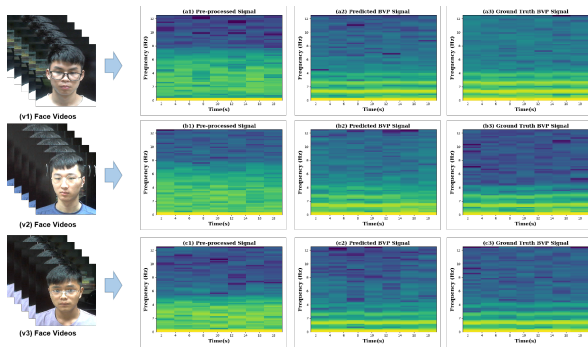 (a1) Pre-processed Signal
(a2) Predicted BVP Signal
(a3) Ground Truth BVP Signal
Frequency (Hz)
Frequency (Hz)
Frequency (Hz)
Time(s)
Time(s)
Time(s)
(v1) Face Videos
(b1) Pre-processed Signal
(b2) Predicted BVP Signal
(b3) Ground Truth BVP Signal
Frequency (Hz)
Frequency (Hz)
Frequency (Hz)
Time(s)
Time(s)
Time(s)
(v2) Face Videos
(c1) Pre-processed Signal
(c2) Predicted BVP Signal
(c3) Ground Truth BVP Signal
Frequency (Hz)
Frequency (Hz)
Frequency (Hz)
Time(s)
Time(s)
Time(s)
(v3) Face Videos